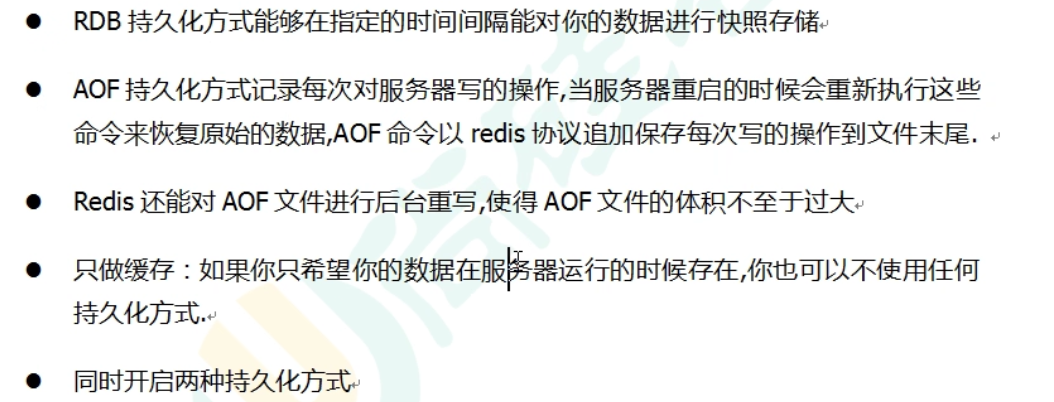 ● RDB 持久化方式能够在指定的时间间隔能对你的数据进行快照存储
● AOF 持久化方式记录每次对服务器写的操作,当服务器重启的时候会重新执行这些
命令来恢复原始的数据,AOF 命令以 redis 协议追加保存每次写的操作到文件末尾.
● Redis 还能对 AOF 文件进行后台重写,使得 AOF 文件的体积不至于过大
● 只做缓存：如果你只希望你的数据在服务器运行的时候存在,你也可以不使用任何
持久化方式.
● 同时开启两种持久化方式